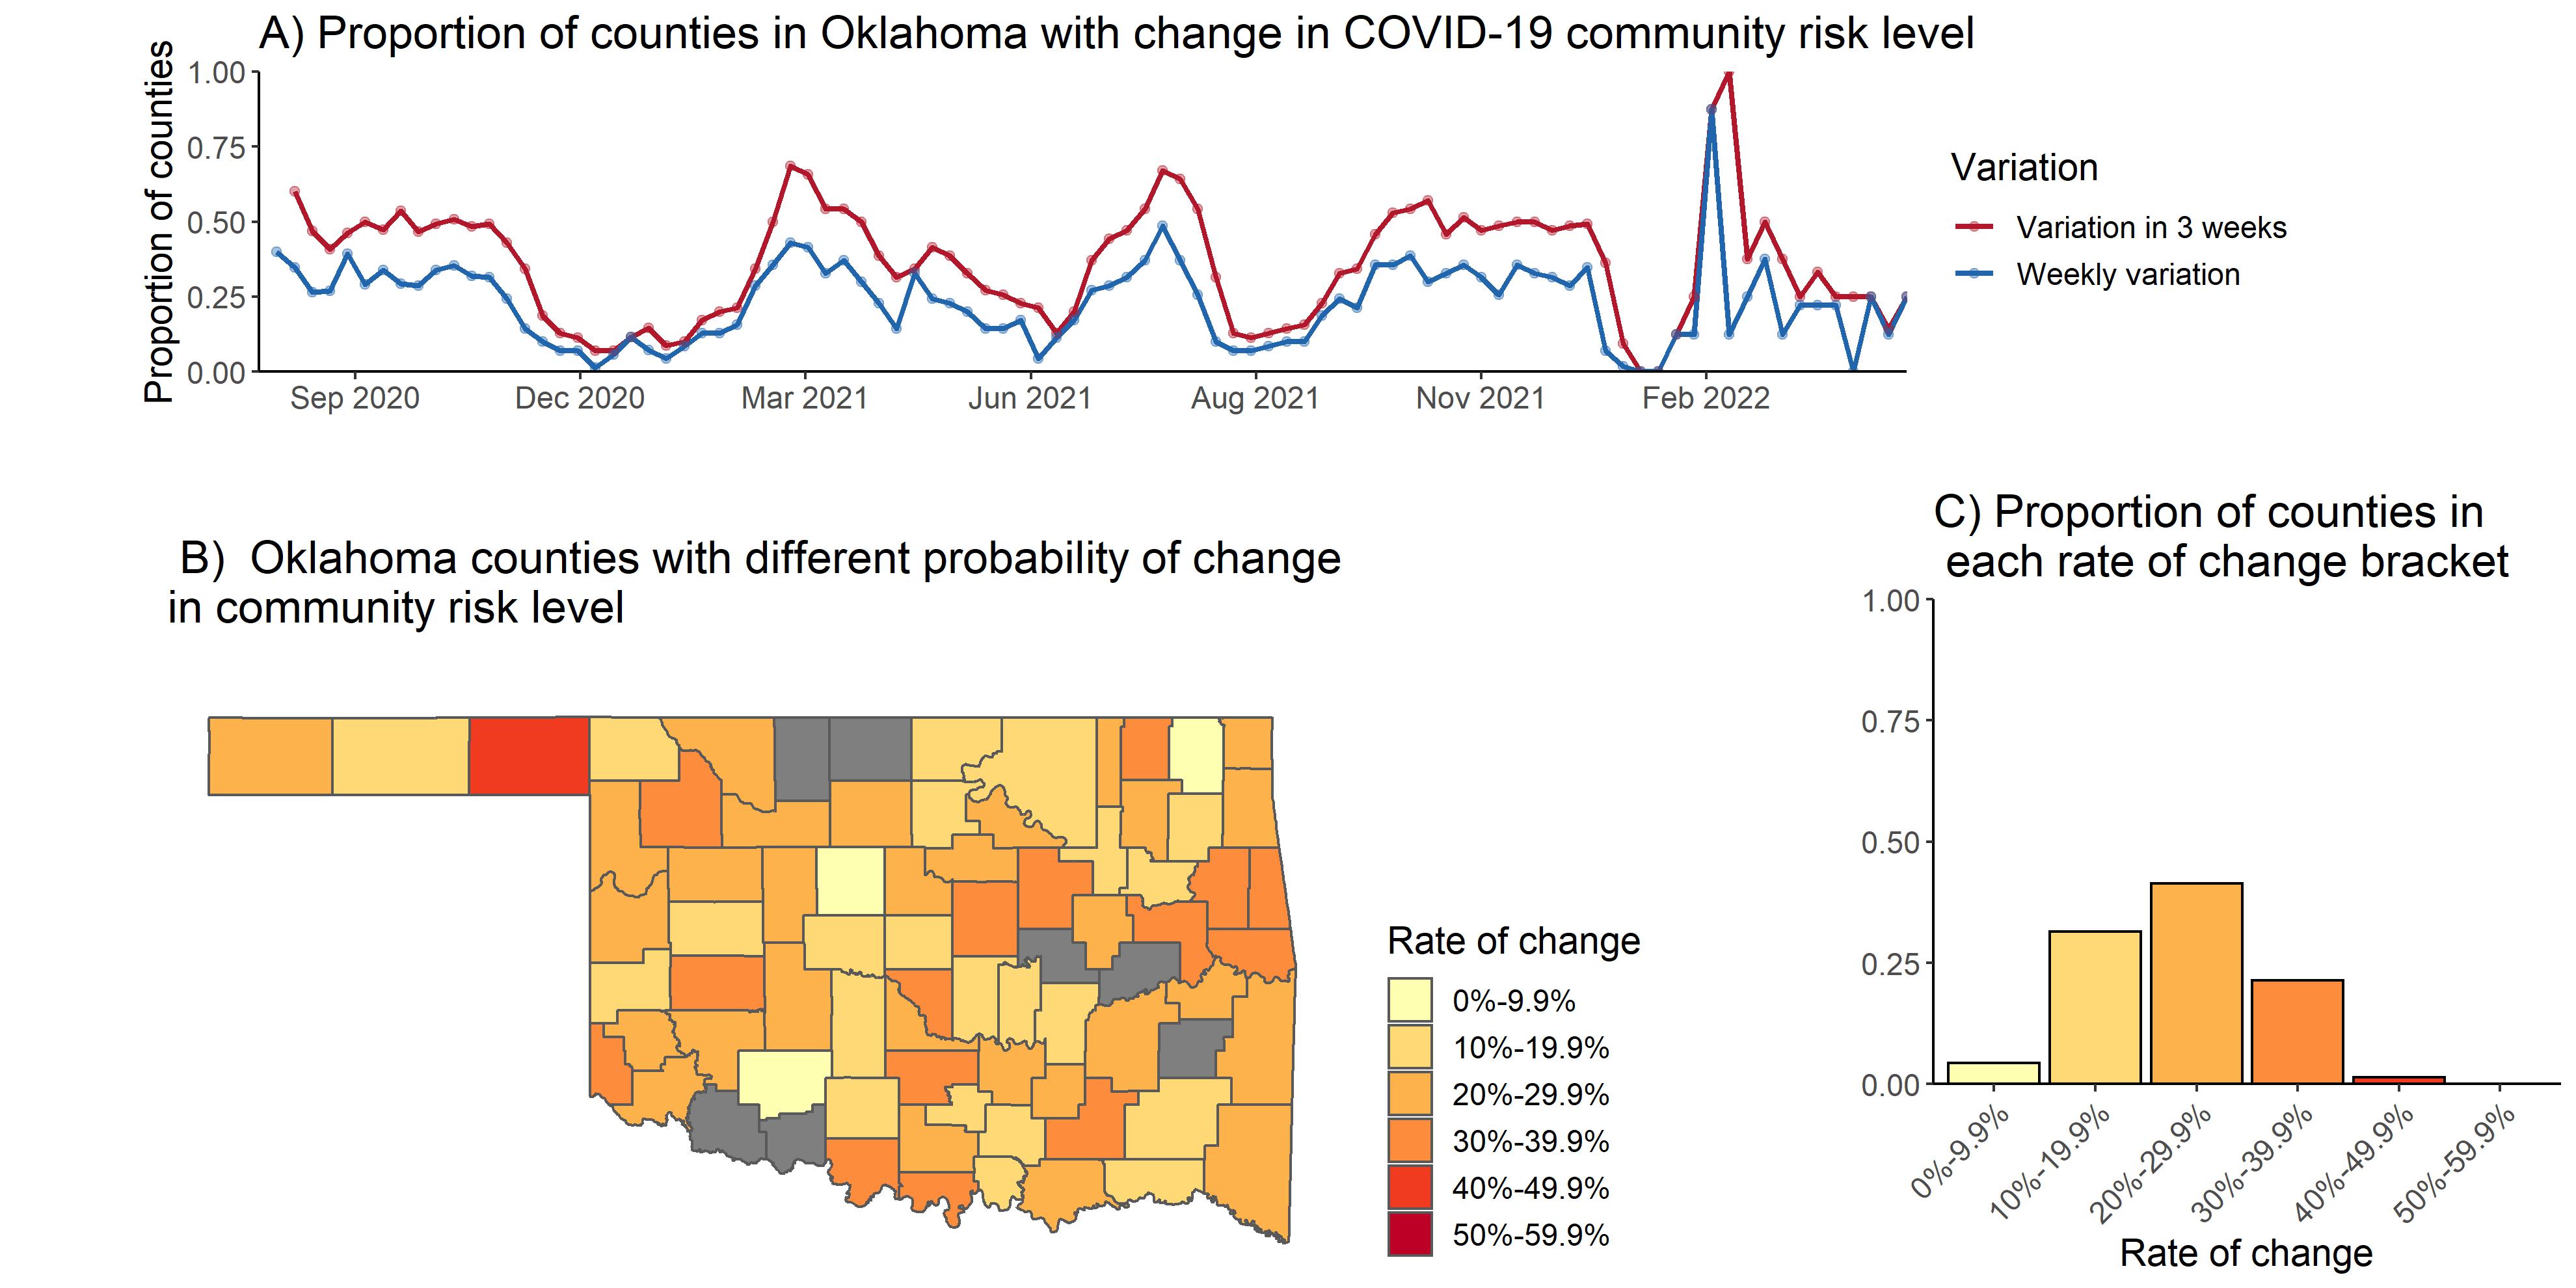 A) Proportion of counties in Oklahoma with change in COVID-19 community risk level
Proportion of counties
1.00
0.75
0.50
0.25
0.00
Sep 2020
Dec 2020
Mar 2021
Jun 2021
Aug 2021
Nov 2021
Feb 2022
Variation
Variation in 3 weeks
Weekly variation
B)  Oklahoma counties with different probability of change
in community risk level
Rate of change
0%-9.9%
10%-19.9%
20%-29.9%
30%-39.9%
40%-49.9%
50%-59.9%
C) Proportion of counties in
each rate of change bracket
1.00
0.75
0.50
0.25
0.00
0%-9.9%
10%-19.9%
20%-29.9%
30%-39.9%
40%-49.9%
50%-59.9%
Rate of change